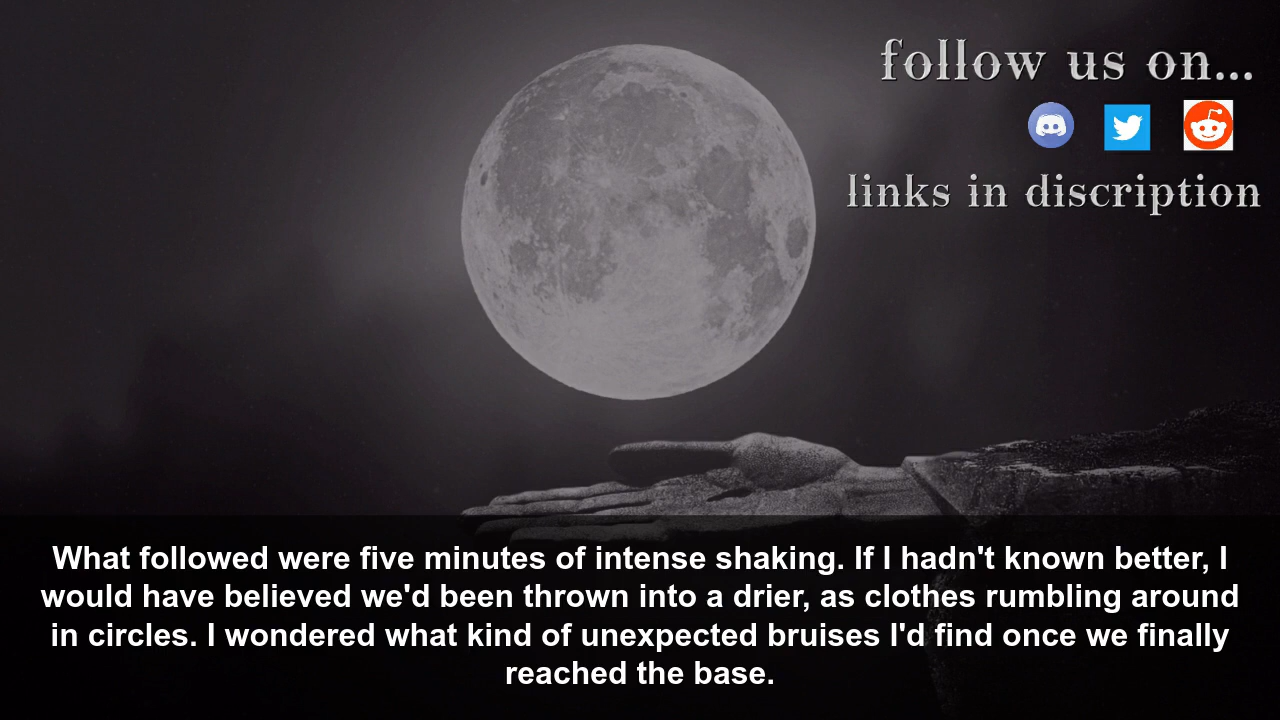 follow us on...
links in discription
What followed were five minutes of intense shaking. If I hadn't known better, I
would have believed we'd been thrown into a drier, as clothes rumbling around
in circles. I wondered what kind of unexpected bruises I'd find once we finally
reached the base.